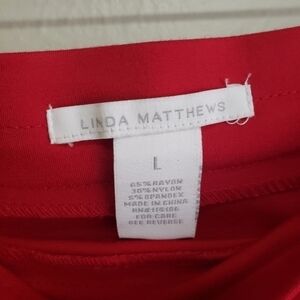 LINDA MATTHEWS
L
65% RAYON
30% NYLON
5% SPANDEX
MADE IN CHINA
FOR CARE
SEE REVERSE